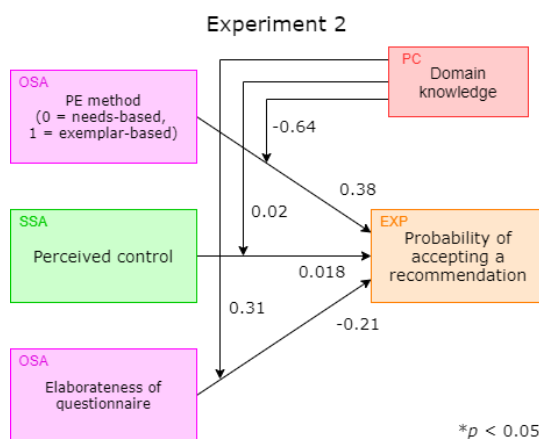 Experiment 2
OSA
PE method
(0 = needs-based,
1 = exemplar-based)
PC
Domain
knowledge
-0.64
0.38
SSA
Perceived control
0.02
0.018
EXP
Probability of
accepting a
recommendation
0.31
-0.21
OSA
Elaborateness of
questionnaire
*p < 0.05